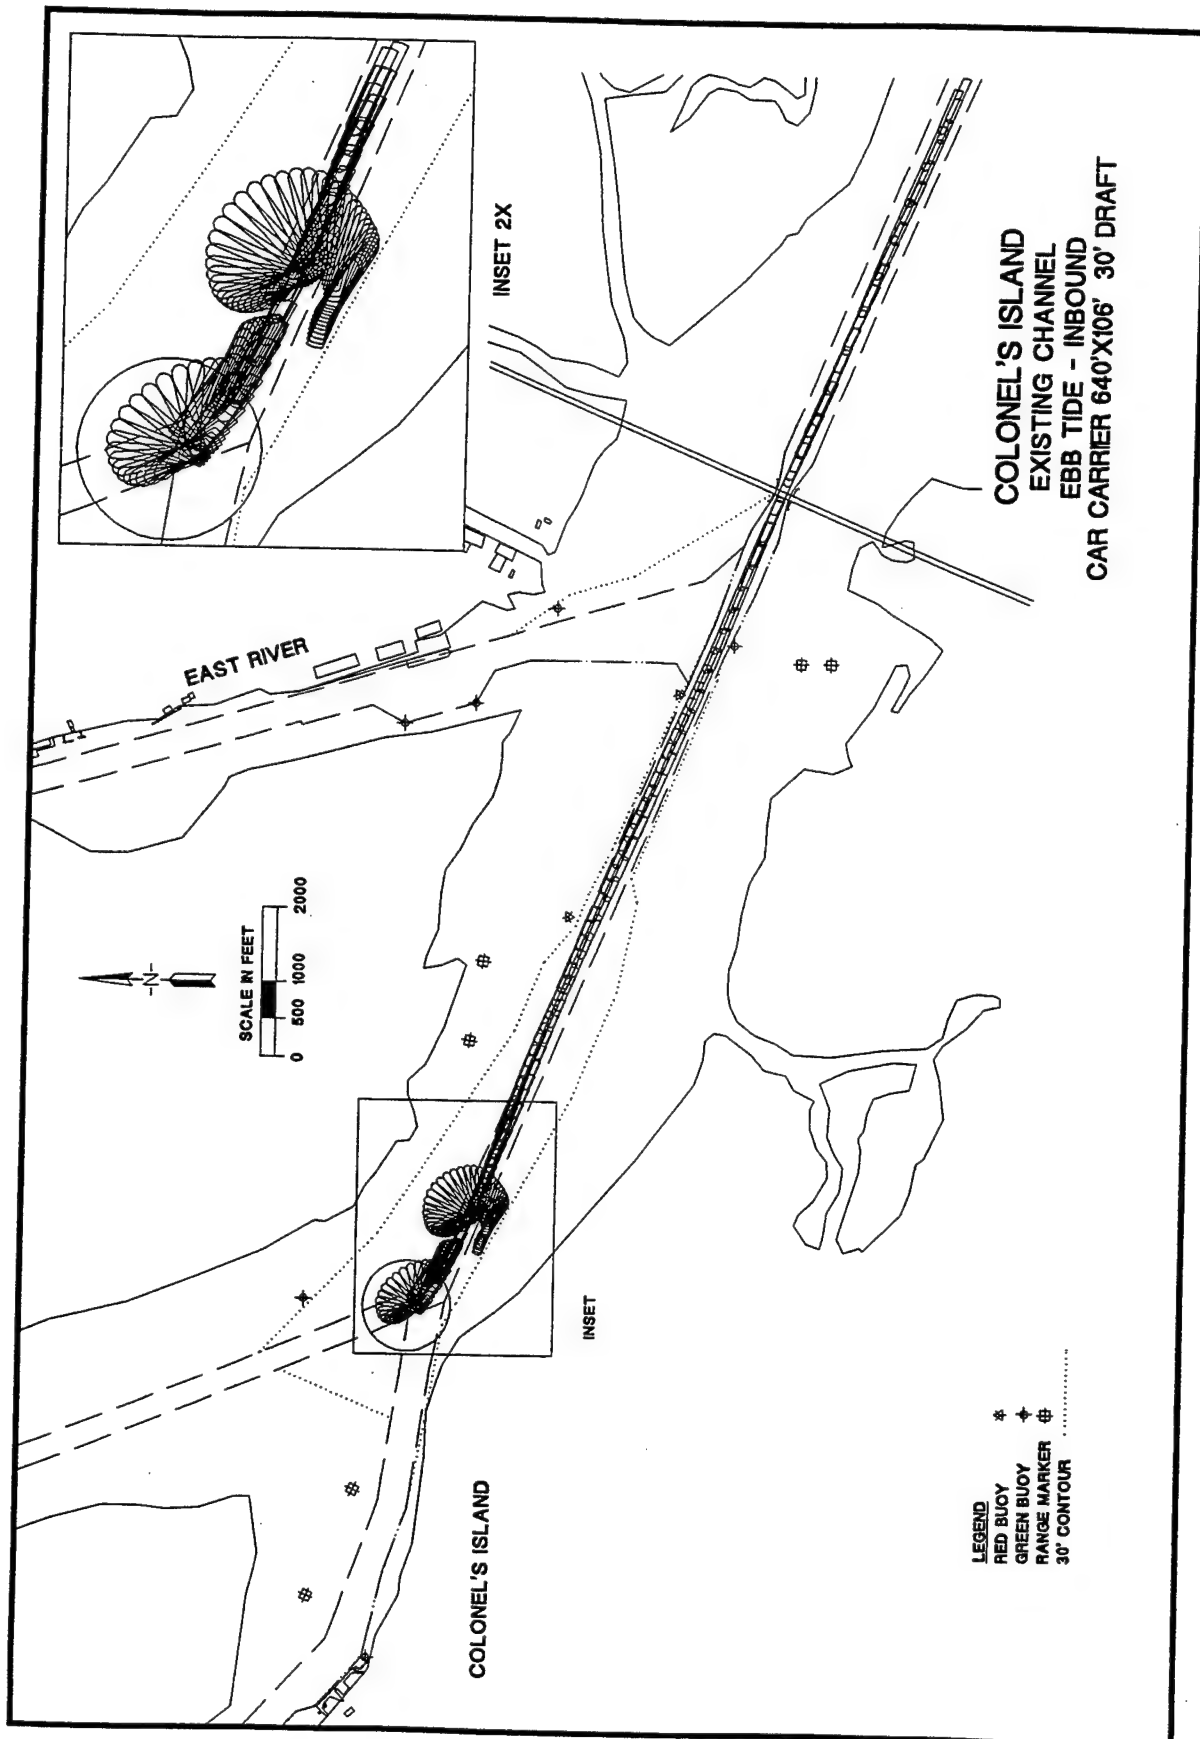 INSET 2X
EAST RIVER
-N-
SCALE IN FEET
0 500 1000 2000
INSET
COLONEL'S ISLAND
COLONEL'S ISLAND
EXISTING CHANNEL
EBB TIDE - INBOUND
CAR CARRIER 640'X106' 30' DRAFT
LEGEND
RED BUOY
GREEN BUOY
RANGE MARKER
30' CONTOUR